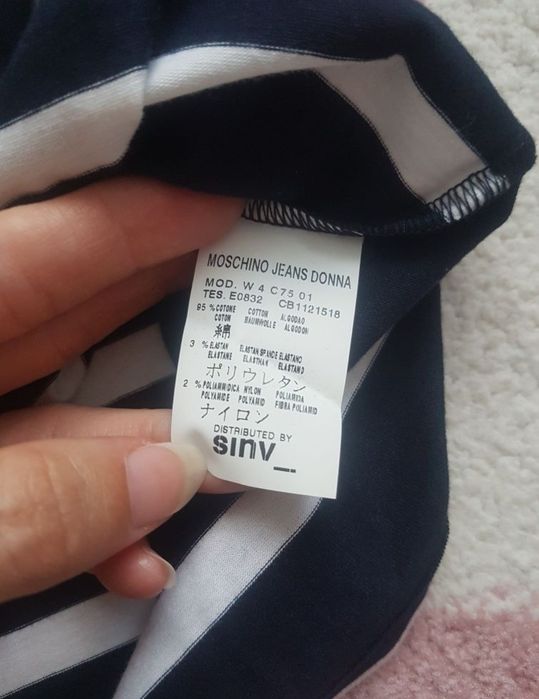 MOSCHINO JEANS DONNA
MOD. W 4 C75 01
TES. E0832 CB1121518
95 % COTONE COTTON ALGODAO
COTON BAUMWOLLE ALGODON
綿
3 % ELASTAN ELASTAN SPANDE ELASTANO
ELASTANE ELASTHAN ELASTANO
ポリウレタン
2 % POLIAMMIDICA NYLON POLIAMIDA
POLYAMIDE POLYAMID FIBRA POLIAMID
ナイロン
DISTRIBUTED BY
sinv_